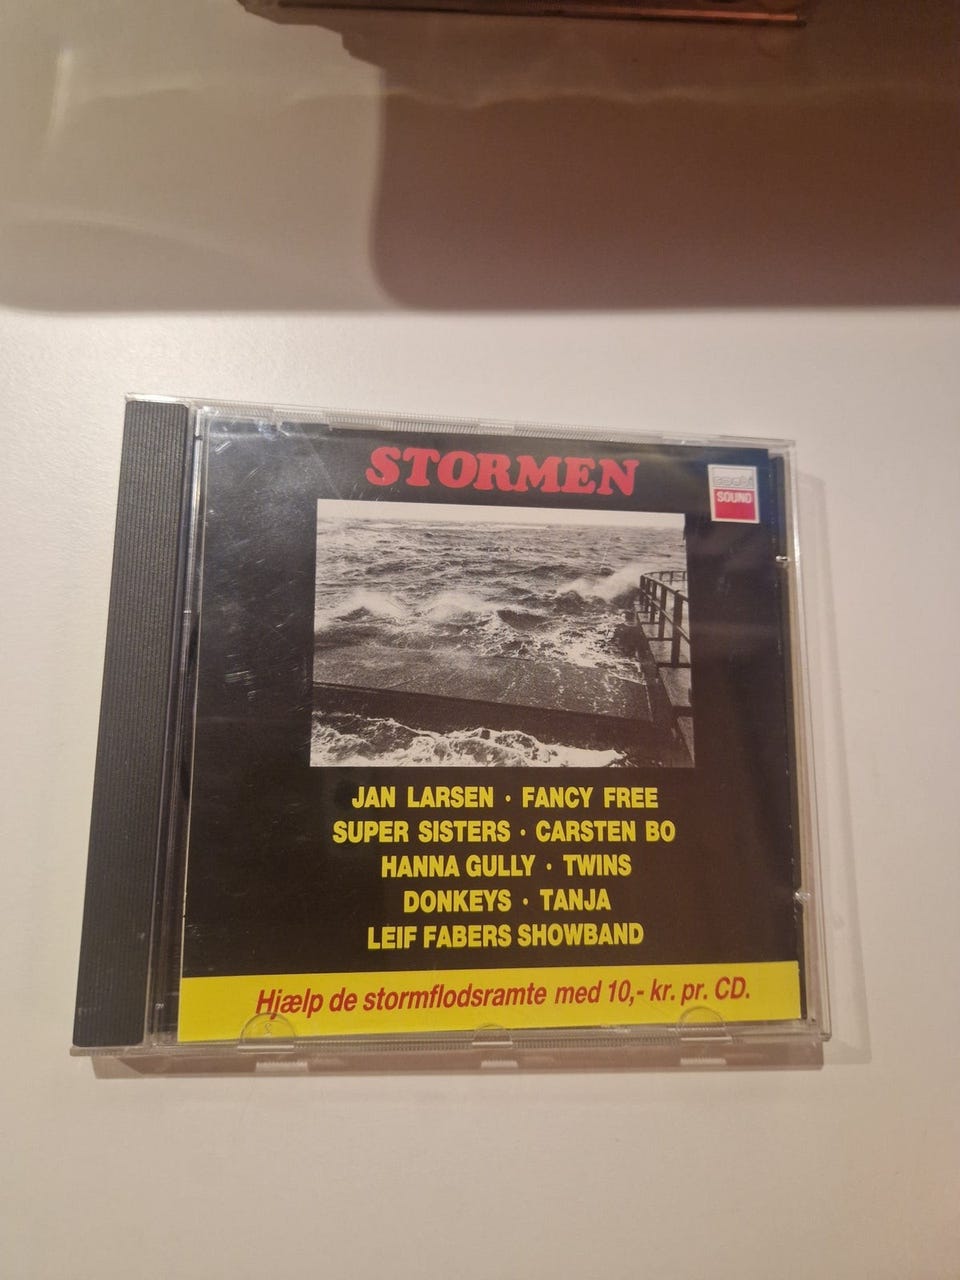 STORMEN
SOUND
JAN LARSEN · FANCY FREE
SUPER SISTERS · CARSTEN BO
HANNA GULLY · TWINS
DONKEYS · TANJA
LEIF FABERS SHOWBAND
Hjælp de stormflodsramte med 10,- kr. pr. CD.